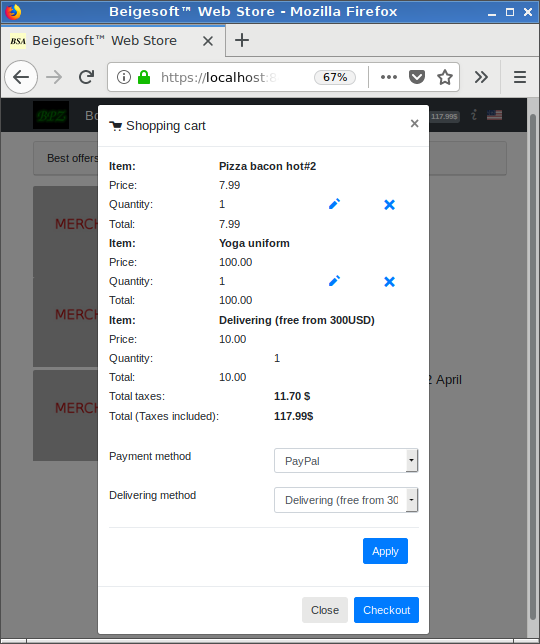 Beigesoft™ Web Store - Mozilla Firefox
BSA Beigesoft™ Web Store
https://localhost:8
67%
BPZ
117.99$
Shopping cart
Best offers
Item: Pizza bacon hot#2
Price: 7.99
Quantity: 1
Total: 7.99
MERCH
Item: Yoga uniform
Price: 100.00
Quantity: 1
Total: 100.00
MERCH
Item: Delivering (free from 300USD)
Price: 10.00
Quantity: 1
Total: 10.00
2 April
Total taxes: 11.70 $
MERCH
Total (Taxes included): 117.99$
Payment method PayPal
Delivering method Delivering (free from 30
Apply
Close Checkout